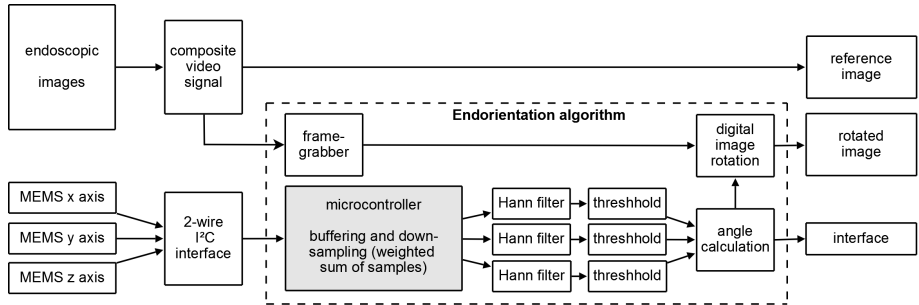 endoscopic
images
composite
video
signal
reference
image
Endorientation algorithm
frame-
grabber
digital
image
rotation
rotated
image
MEMS x axis
MEMS y axis
MEMS z axis
2-wire
I²C
interface
microcontroller
buffering and down-
sampling (weighted
sum of samples)
Hann filter
threshhold
Hann filter
threshhold
Hann filter
threshhold
angle
calculation
interface